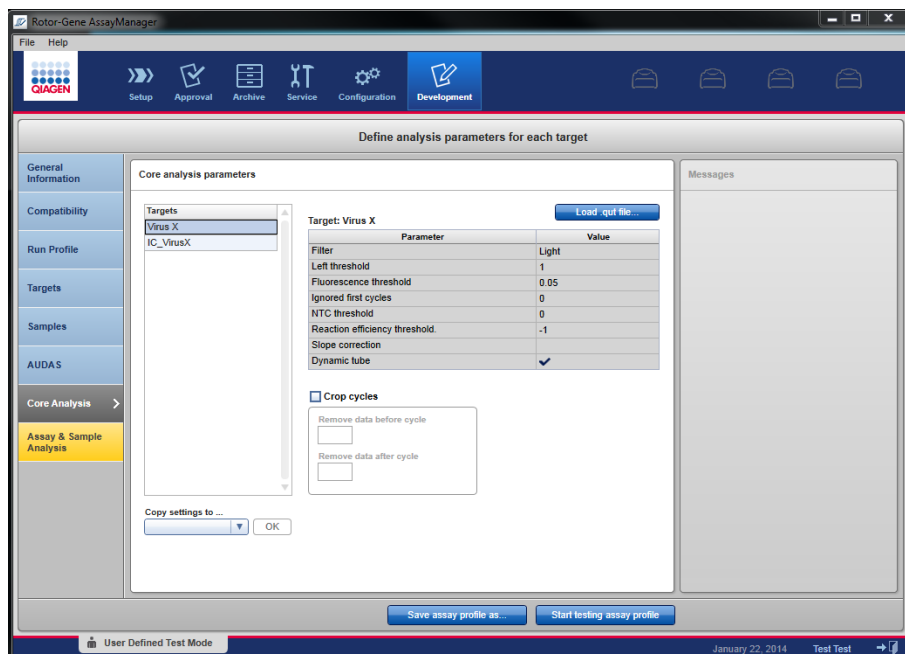 Rotor-Gene AssayManager
File Help
QIAGEN
Setup Approval Archive Service Configuration Development
Define analysis parameters for each target
General
Information
Compatibility
Run Profile
Targets
Samples
AUDAS
Core Analysis
Assay & Sample
Analysis
Core analysis parameters
Targets
Virus X
IC_VirusX
Copy settings to ...
OK
Target: Virus X
Load .qut file...
Parameter Value
Filter Light
Left threshold 1
Fluorescence threshold 0.05
Ignored first cycles 0
NTC threshold 0
Reaction efficiency threshold. -1
Slope correction
Dynamic tube
Crop cycles
Remove data before cycle
Remove data after cycle
Messages
Save assay profile as...
Start testing assay profile
User Defined Test Mode
January 22, 2014 Test Test